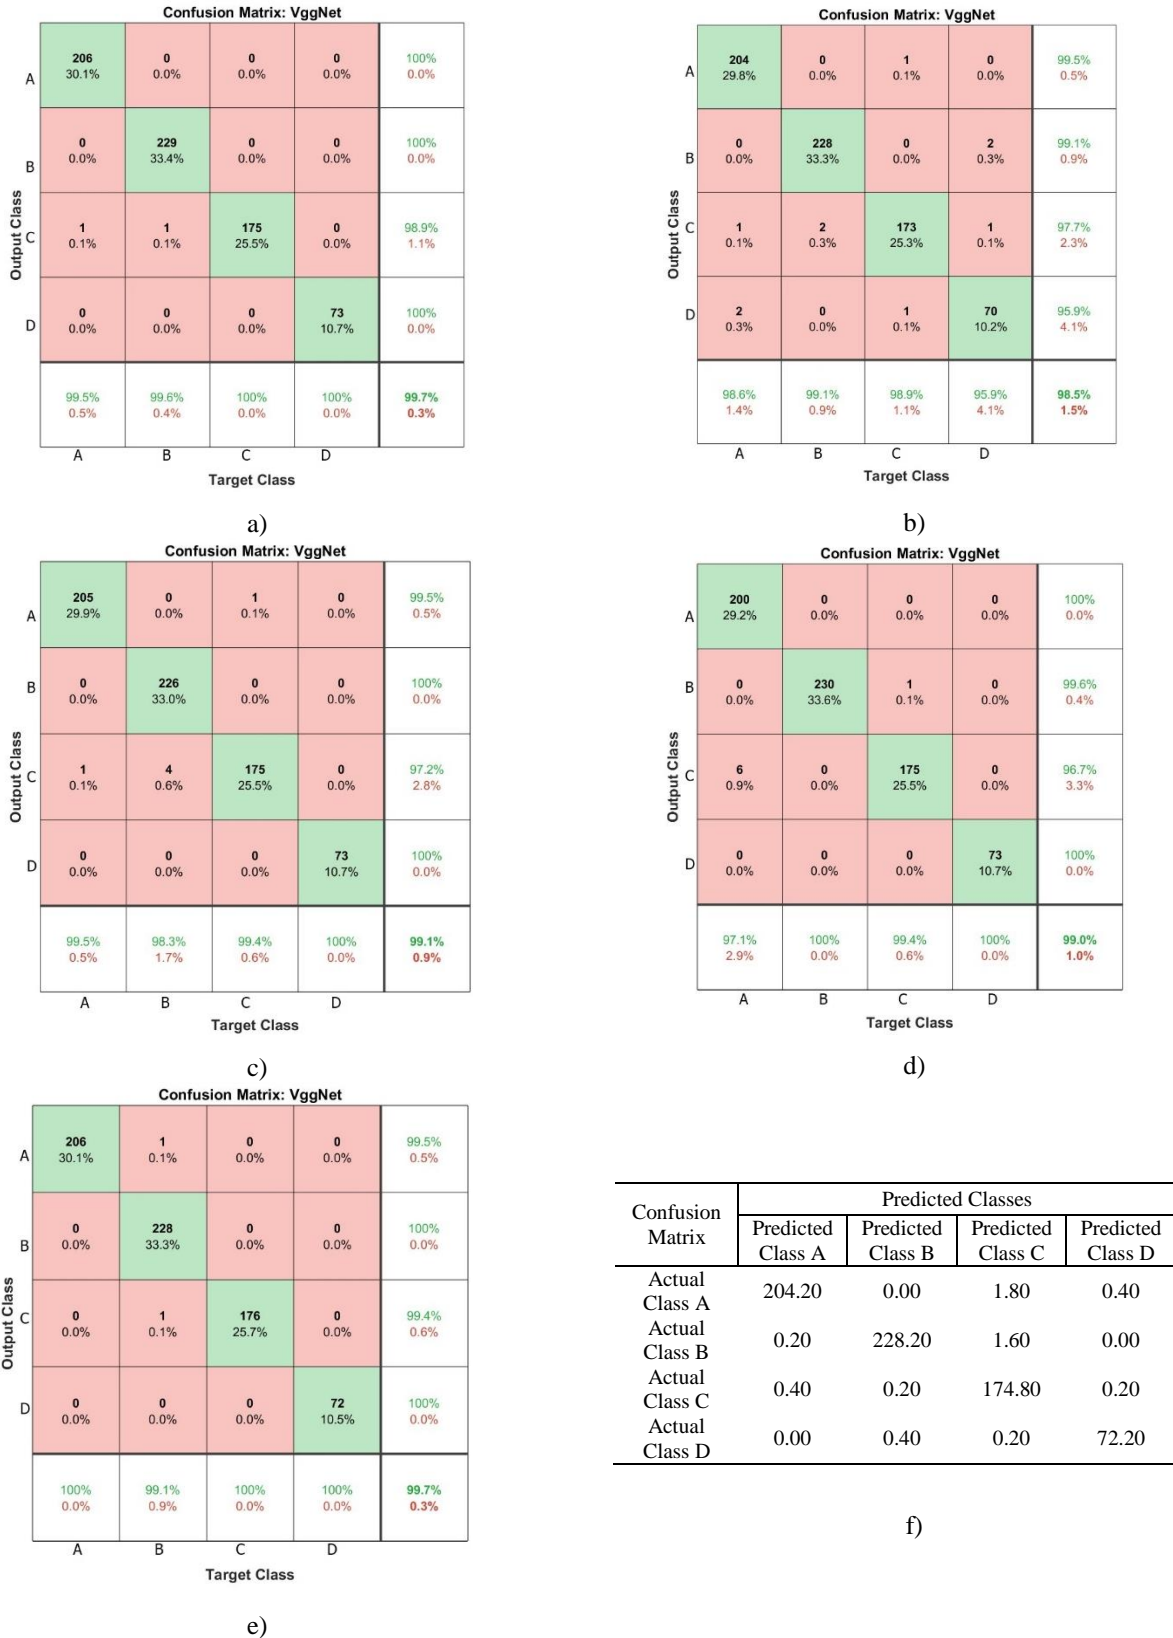 Confusion Matrix: VggNet
206 0 0 0 100%
30.1% 0.0% 0.0% 0.0% 0.0%
A
0 229 0 0 100%
0.0% 33.4% 0.0% 0.0% 0.0%
B
Output Class
1 1 175 0 98.9%
0.1% 0.1% 25.5% 0.0% 1.1%
C
0 0 0 73 100%
0.0% 0.0% 0.0% 10.7% 0.0%
D
99.5% 99.6% 100% 100% 99.7%
0.5% 0.4% 0.0% 0.0% 0.3%
A B C D
Target Class
a)
Confusion Matrix: VggNet
204 0 1 0 99.5%
29.8% 0.0% 0.1% 0.0% 0.5%
A
0 228 0 2 99.1%
0.0% 33.3% 0.0% 0.3% 0.9%
B
Output Class
1 2 173 1 97.7%
0.1% 0.3% 25.3% 0.1% 2.3%
C
2 0 1 70 95.9%
0.3% 0.0% 0.1% 10.2% 4.1%
D
98.6% 99.1% 98.9% 95.9% 98.5%
1.4% 0.9% 1.1% 4.1% 1.5%
A B C D
Target Class
b)
Confusion Matrix: VggNet
205 0 1 0 99.5%
29.9% 0.0% 0.1% 0.0% 0.5%
A
0 226 0 0 100%
0.0% 33.0% 0.0% 0.0% 0.0%
B
Output Class
1 4 175 0 97.2%
0.1% 0.6% 25.5% 0.0% 2.8%
C
0 0 0 73 100%
0.0% 0.0% 0.0% 10.7% 0.0%
D
99.5% 98.3% 99.4% 100% 99.1%
0.5% 1.7% 0.6% 0.0% 0.9%
A B C D
Target Class
c)
Confusion Matrix: VggNet
200 0 0 0 100%
29.2% 0.0% 0.0% 0.0% 0.0%
A
0 230 1 0 99.6%
0.0% 33.6% 0.1% 0.0% 0.4%
B
Output Class
6 0 175 0 96.7%
0.9% 0.0% 25.5% 0.0% 3.3%
C
0 0 0 73 100%
0.0% 0.0% 0.0% 10.7% 0.0%
D
97.1% 100% 99.4% 100% 99.0%
2.9% 0.0% 0.6% 0.0% 1.0%
A B C D
Target Class
d)
Confusion Matrix: VggNet
206 1 0 0 99.5%
30.1% 0.1% 0.0% 0.0% 0.5%
A
0 228 0 0 100%
0.0% 33.3% 0.0% 0.0% 0.0%
B
Output Class
0 1 176 0 99.4%
0.0% 0.1% 25.7% 0.0% 0.6%
C
0 0 0 72 100%
0.0% 0.0% 0.0% 10.5% 0.0%
D
100% 99.1% 100% 100% 99.7%
0.0% 0.9% 0.0% 0.0% 0.3%
A B C D
Target Class
e)
Confusion
Matrix
Predicted Classes
Predicted Predicted Predicted Predicted
Class A Class B Class C Class D
Actual
Class A
204.20 0.00 1.80 0.40
Actual
Class B
0.20 228.20 1.60 0.00
Actual
Class C
0.40 0.20 174.80 0.20
Actual
Class D
0.00 0.40 0.20 72.20
f)